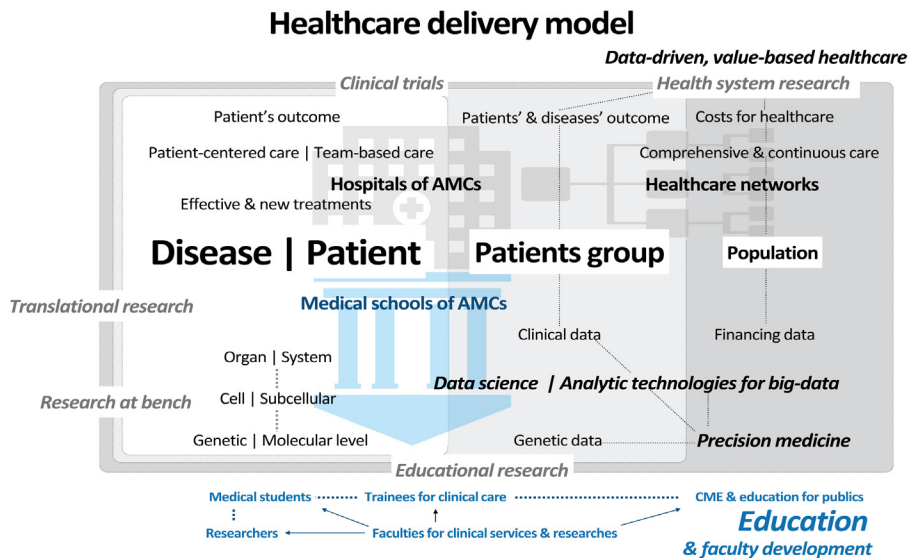 Healthcare delivery model
Data-driven, value-based healthcare
Clinical trials
Health system research
Patient's outcome
Patients' & diseases' outcome
Costs for healthcare
Patient-centered care | Team-based care
Comprehensive & continuous care
Hospitals of AMCs
Healthcare networks
Effective & new treatments
Disease | Patient
Patients group
Population
Translational research
Medical schools of AMCs
Clinical data
Financing data
Organ | System
Data science | Analytic technologies for big-data
Research at bench
Cell | Subcellular
Genetic | Molecular level
Genetic data
Precision medicine
Educational research
Medical students
Trainees for clinical care
CME & education for publics
Researchers
Faculties for clinical services & researches
Education
& faculty development